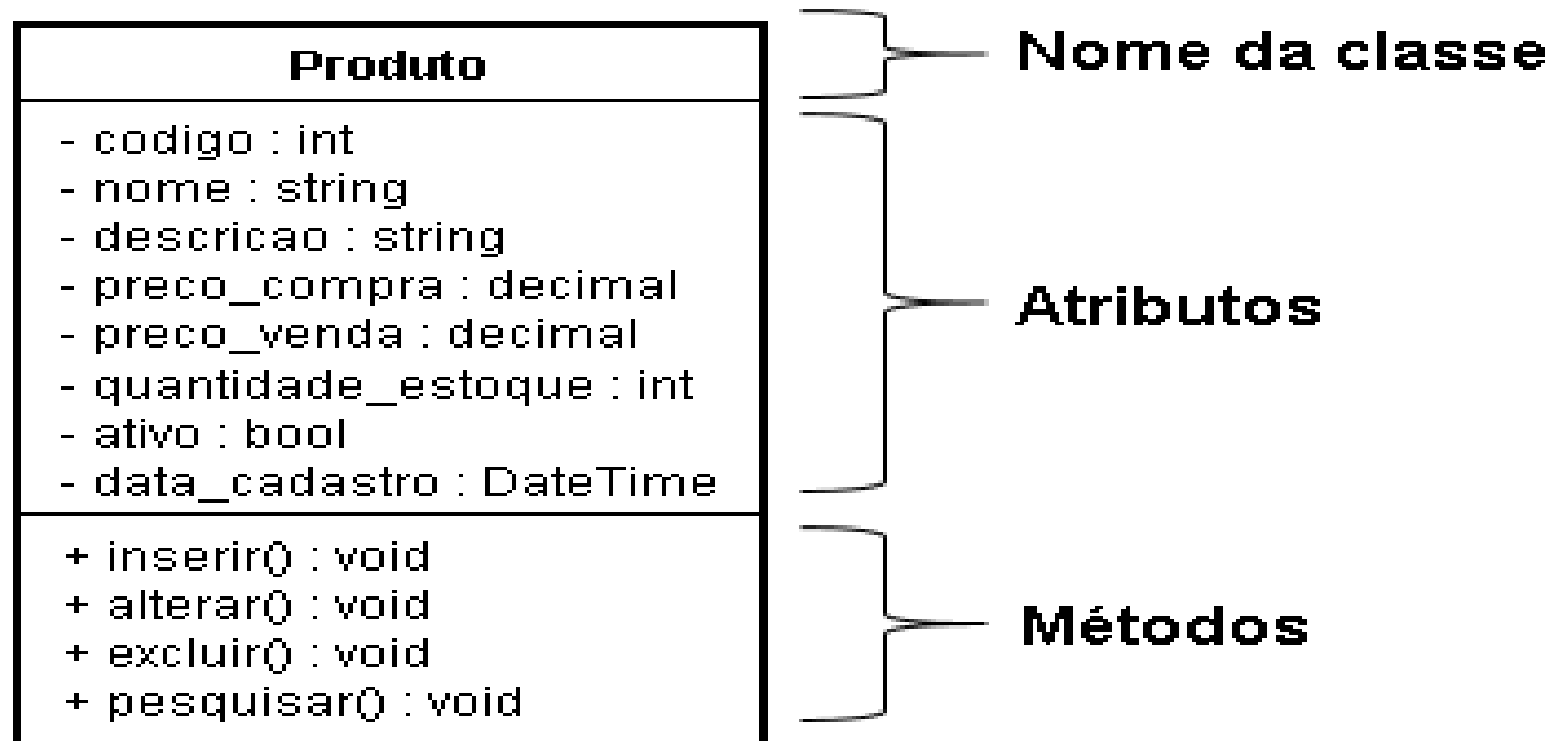 Produto
- codigo : int
- nome : string
- descricao : string
- preco_compra : decimal
- preco_venda : decimal
- quantidade_estoque : int
- ativo : bool
- data_cadastro : DateTime
+ inserir() : void
+ alterar() : void
+ excluir() : void
+ pesquisar() : void
Nome da classe
Atributos
Métodos